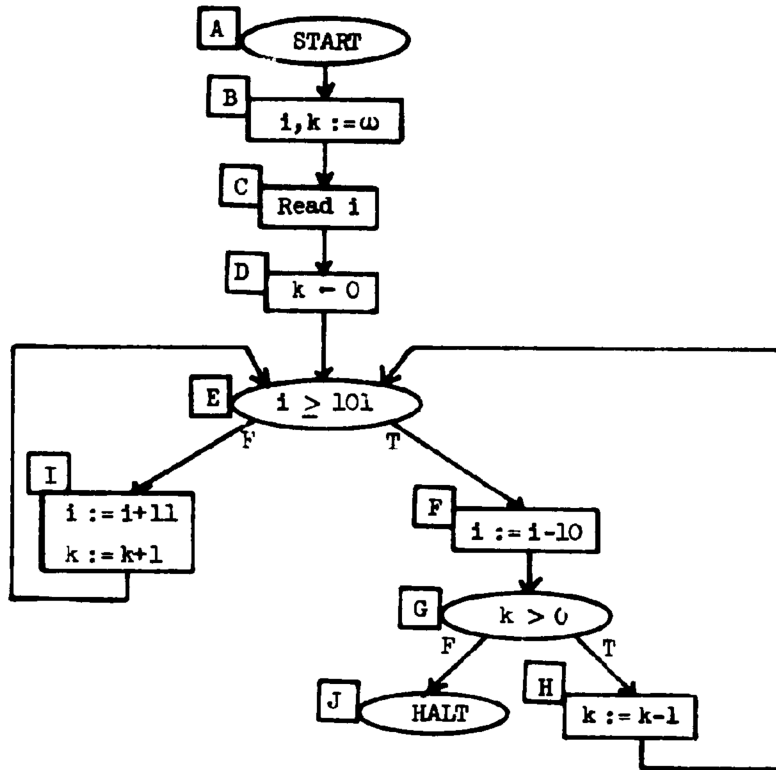 A
START
B
i,k := ω
C
Read i
D
k ← 0
E
i ≥ 101
F
T
I
i := i+11
k := k+1
F
i := i-10
G
k > 0
F
T
J
HALT
H
k := k-1